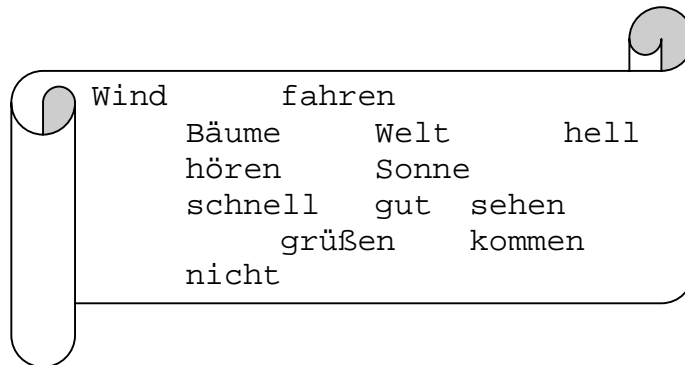 Wind fahren
Bäume Welt hell
hören Sonne
schnell gut sehen
grüßen kommen
nicht